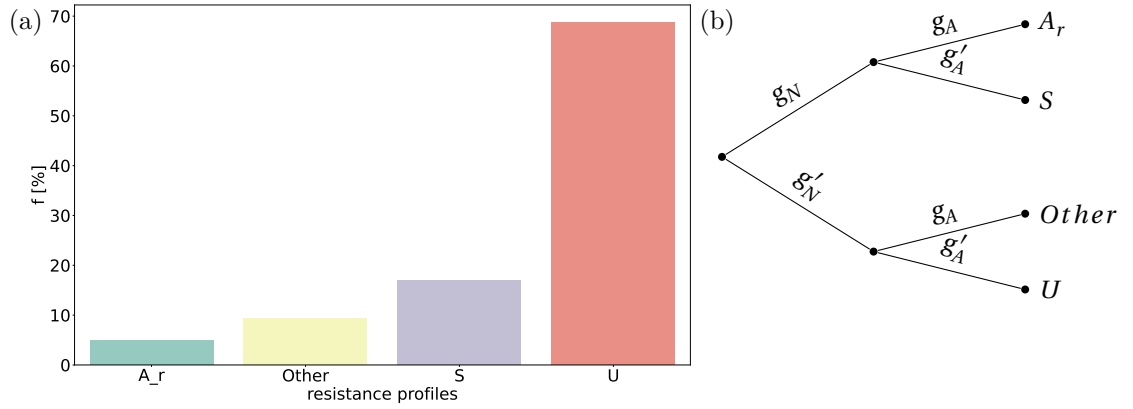 (a)
f [%]
70
60
50
40
30
20
10
0
A_r Other S U
resistance profiles
(b)
g_N
g'_N
g_A
g'_A
g_A
g'_A
A_r
S
Other
U